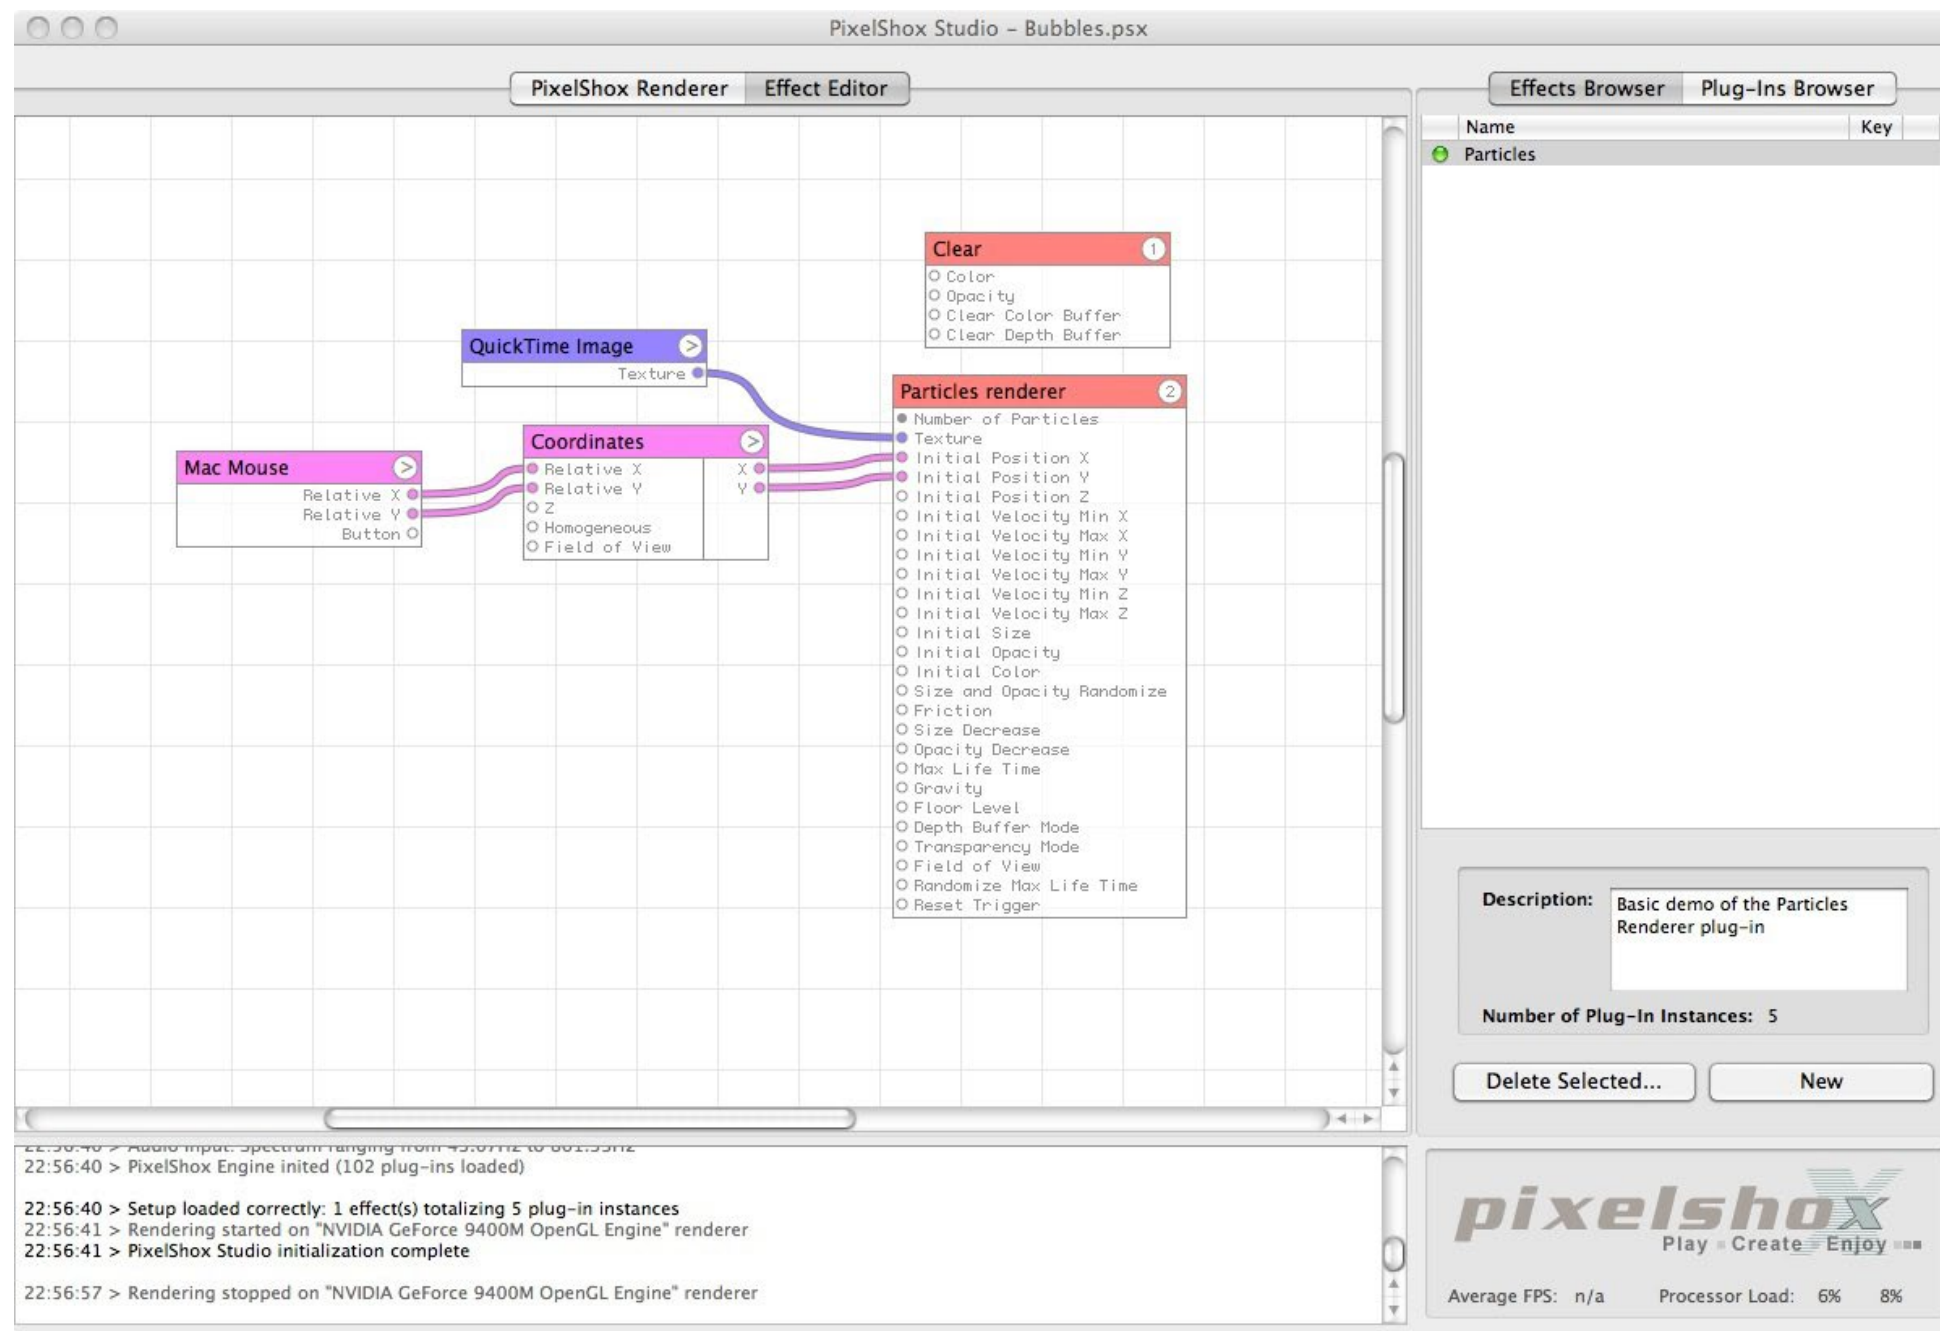 PixelShox Studio – Bubbles.psx
PixelShox Renderer
Effect Editor
Effects Browser
Plug-Ins Browser
Name
Key
Particles
Clear
1
Color
Opacity
Clear Color Buffer
Clear Depth Buffer
QuickTime Image
>
Texture
Particles renderer
2
Number of Particles
Texture
Initial Position X
Initial Position Y
Initial Position Z
Initial Velocity Min X
Initial Velocity Max X
Initial Velocity Min Y
Initial Velocity Max Y
Initial Velocity Min Z
Initial Velocity Max Z
Initial Size
Initial Opacity
Initial Color
Size and Opacity Randomize
Friction
Size Decrease
Opacity Decrease
Max Life Time
Gravity
Floor Level
Depth Buffer Mode
Transparency Mode
Field of View
Randomize Max Life Time
Reset Trigger
Coordinates
>
Relative X
Relative Y
Z
Homogeneous
Field of View
X
Y
Mac Mouse
>
Relative X
Relative Y
Button
Description:
Basic demo of the Particles
Renderer plug-in
Number of Plug-In Instances: 5
Delete Selected...
New
22:56:40 > Audio Input: Spectrum ranging from
22:56:40 > PixelShox Engine inited (102 plug-ins loaded)
22:56:40 > Setup loaded correctly: 1 effect(s) totalizing 5 plug-in instances
22:56:41 > Rendering started on "NVIDIA GeForce 9400M OpenGL Engine" renderer
22:56:41 > PixelShox Studio initialization complete
22:56:57 > Rendering stopped on "NVIDIA GeForce 9400M OpenGL Engine" renderer
pixelshox
Play Create Enjoy
Average FPS: n/a
Processor Load: 6% 8%